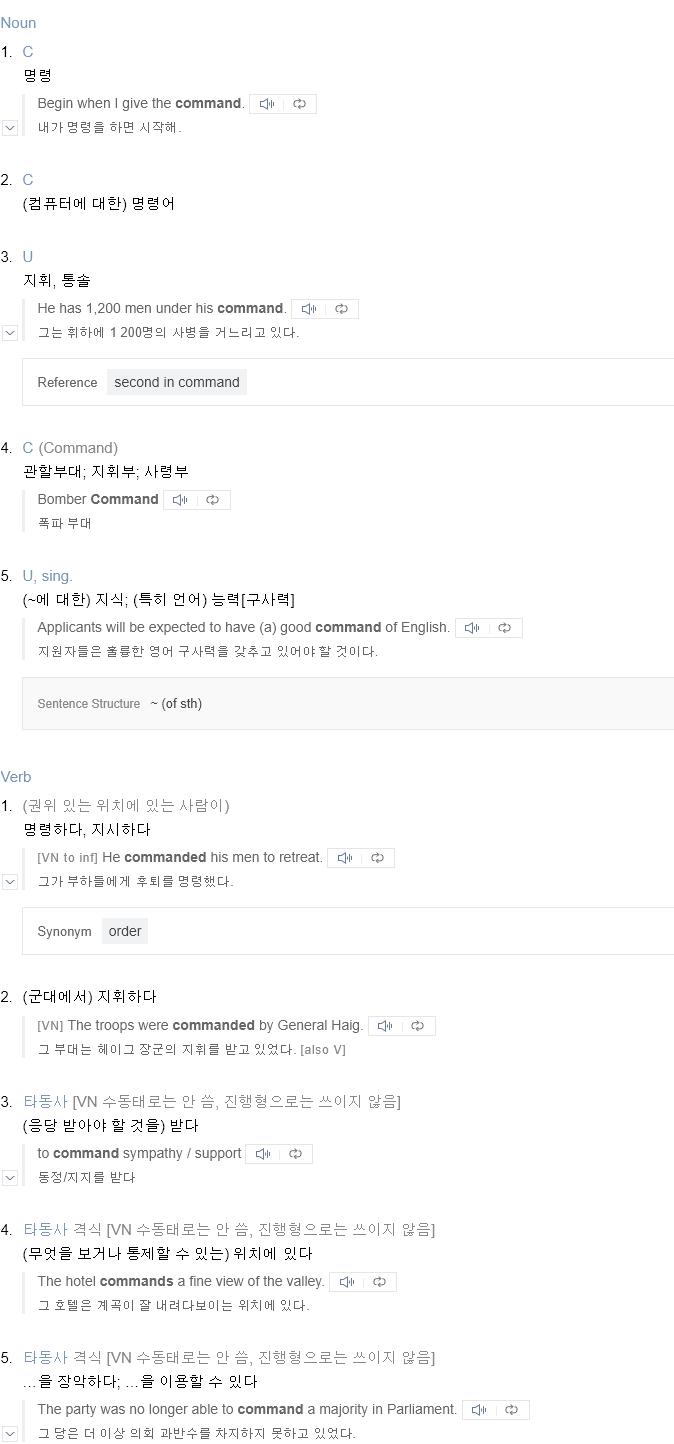 Noun
1. C
명령
Begin when I give the command.
내가 명령을 하면 시작해.
2. C
(컴퓨터에 대한) 명령어
3. U
지휘, 통솔
He has 1,200 men under his command.
그는 휘하에 1 200명의 사병을 거느리고 있다.
Reference second in command
4. C (Command)
관할부대; 지휘부; 사령부
Bomber Command
폭파 부대
5. U, sing.
(~에 대한) 지식; (특히 언어) 능력[구사력]
Applicants will be expected to have (a) good command of English.
지원자들은 훌륭한 영어 구사력을 갖추고 있어야 할 것이다.
Sentence Structure ~ (of sth)
Verb
1. (권위 있는 위치에 있는 사람이)
명령하다, 지시하다
[VN to inf] He commanded his men to retreat.
그가 부하들에게 후퇴를 명령했다.
Synonym order
2. (군대에서) 지휘하다
[VN] The troops were commanded by General Haig.
그 부대는 헤이그 장군의 지휘를 받고 있었다. [also V]
3. 타동사 [VN 수동태로는 안 씀, 진행형으로는 쓰이지 않음]
(응당 받아야 할 것을) 받다
to command sympathy / support
동정/지지를 받다
4. 타동사 격식 [VN 수동태로는 안 씀, 진행형으로는 쓰이지 않음]
(무엇을 보거나 통제할 수 있는) 위치에 있다
The hotel commands a fine view of the valley.
그 호텔은 계곡이 잘 내려다보이는 위치에 있다.
5. 타동사 격식 [VN 수동태로는 안 씀, 진행형으로는 쓰이지 않음]
…을 장악하다; …을 이용할 수 있다
The party was no longer able to command a majority in Parliament.
그 당은 더 이상 의회 과반수를 차지하지 못하고 있었다.